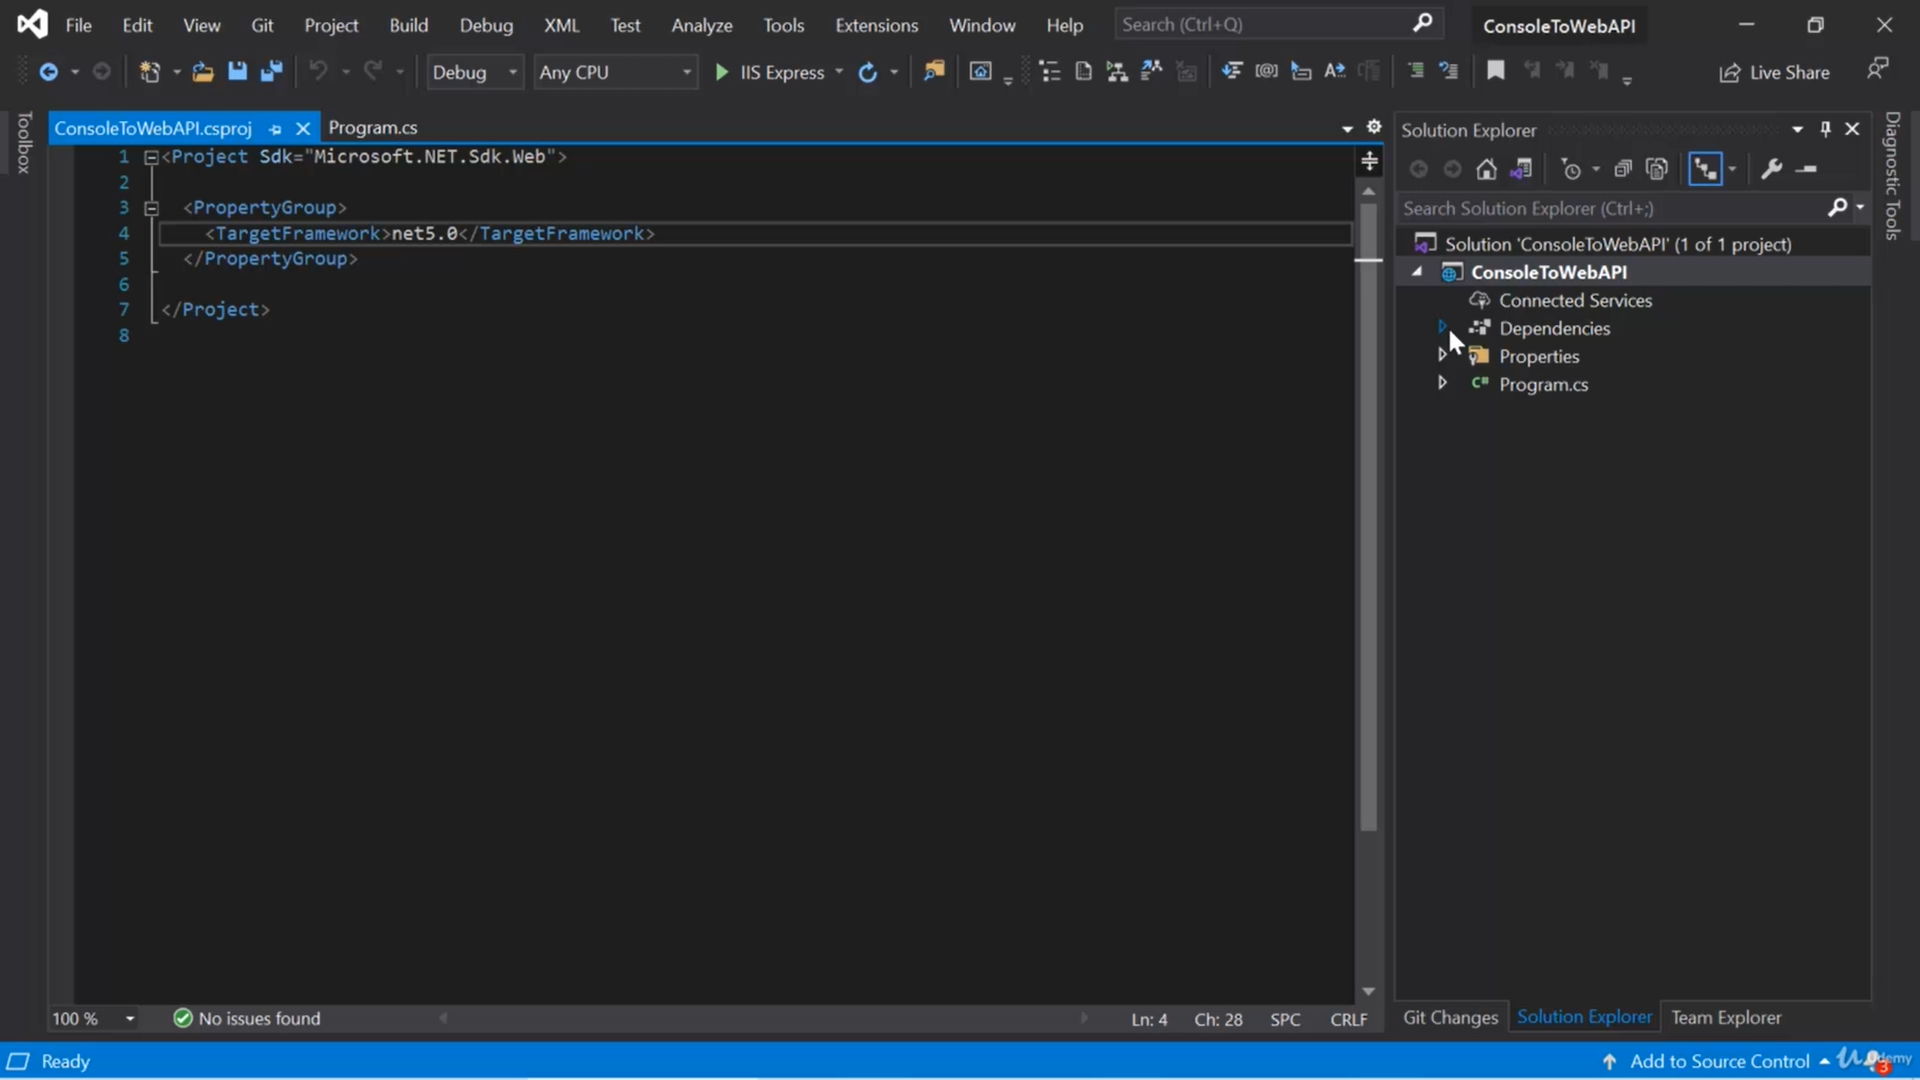 File Edit View Git Project Build Debug XML Test Analyze Tools Extensions Window Help Search (Ctrl+Q) ConsoleToWebAPI
Debug Any CPU IIS Express Live Share
Toolbox
ConsoleToWebAPI.csproj Program.cs
1 <Project Sdk="Microsoft.NET.Sdk.Web">
2
3 <PropertyGroup>
4 <TargetFramework>net5.0</TargetFramework>
5 </PropertyGroup>
6
7 </Project>
8
100 % No issues found Ln: 4 Ch: 28 SPC CRLF
Solution Explorer
Search Solution Explorer (Ctrl+;)
Solution 'ConsoleToWebAPI' (1 of 1 project)
ConsoleToWebAPI
Connected Services
Dependencies
Properties
C# Program.cs
Git Changes Solution Explorer Team Explorer
Diagnostic Tools
Ready Add to Source Control 3
Udemy